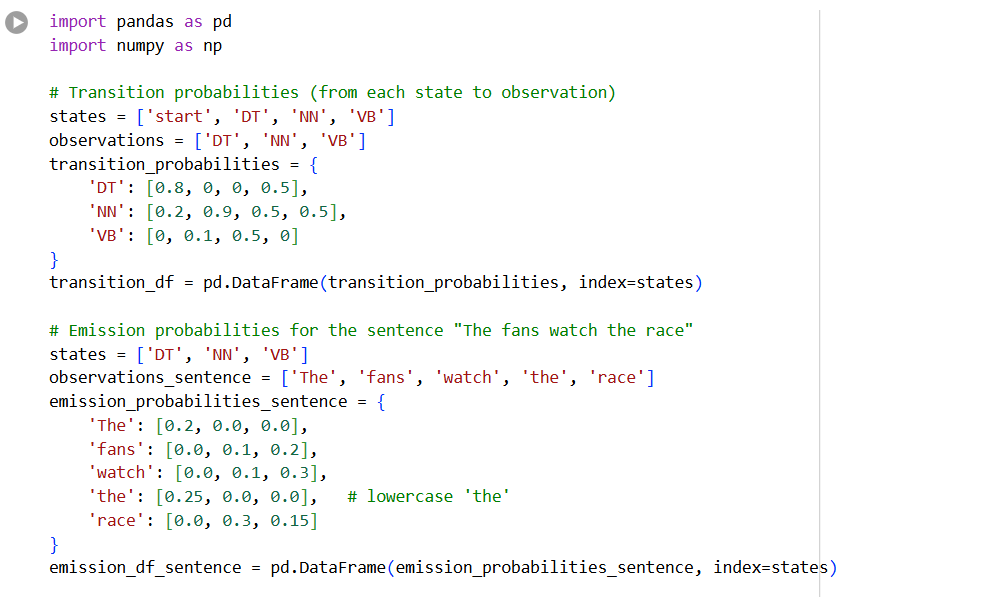 import pandas as pd
import numpy as np
# Transition probabilities (from each state to observation)
states = ['start', 'DT', 'NN', 'VB']
observations = ['DT', 'NN', 'VB']
transition_probabilities = {
    'DT': [0.8, 0, 0, 0.5],
    'NN': [0.2, 0.9, 0.5, 0.5],
    'VB': [0, 0.1, 0.5, 0]
}
transition_df = pd.DataFrame(transition_probabilities, index=states)
# Emission probabilities for the sentence "The fans watch the race"
states = ['DT', 'NN', 'VB']
observations_sentence = ['The', 'fans', 'watch', 'the', 'race']
emission_probabilities_sentence = {
    'The': [0.2, 0.0, 0.0],
    'fans': [0.0, 0.1, 0.2],
    'watch': [0.0, 0.1, 0.3],
    'the': [0.25, 0.0, 0.0],   # lowercase 'the'
    'race': [0.0, 0.3, 0.15]
}
emission_df_sentence = pd.DataFrame(emission_probabilities_sentence, index=states)